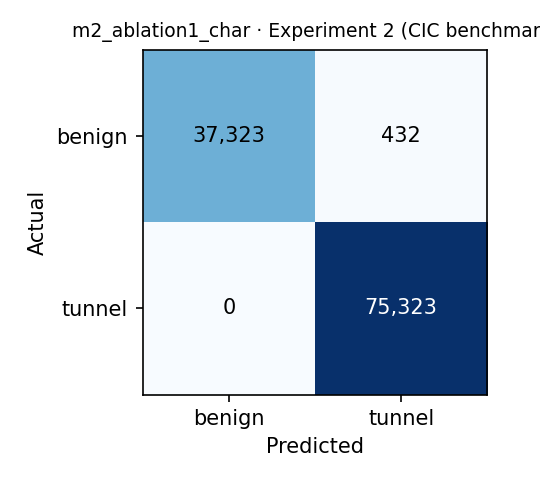 m2_ablation1_char · Experiment 2 (CIC benchmar
benign 37,323 432
Actual
tunnel 0 75,323
benign tunnel
Predicted